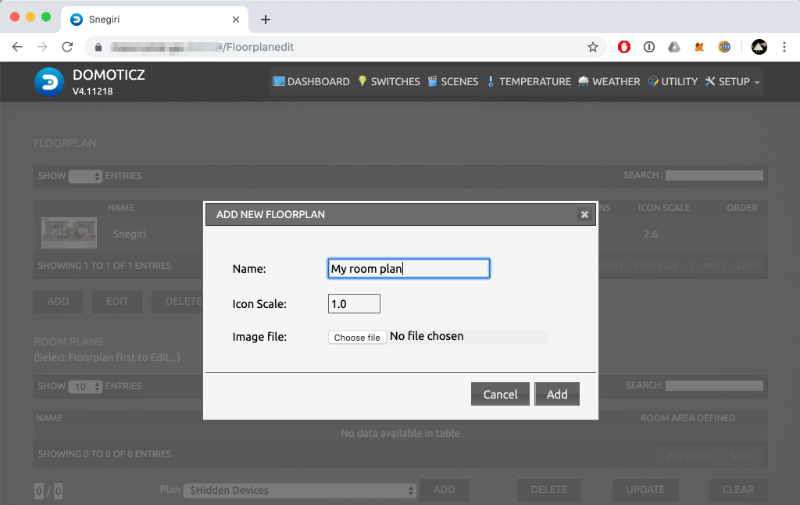 Snegiri
/Floorplanedit
DOMOTICZ
V4.11218
DASHBOARD SWITCHES SCENES TEMPERATURE WEATHER UTILITY SETUP
FLOORPLAN
SHOW ENTRIES SEARCH :
NAME NS ICON SCALE ORDER
Snegiri 2.6
SHOWING 1 TO 1 OF 1 ENTRIES FIRST PREVIOUS 1 NEXT LAST
ADD EDIT DELETE
ADD NEW FLOORPLAN
Name: My room plan
Icon Scale: 1.0
Image file: Choose file No file chosen
Cancel Add
ROOM PLANS
(Select Floorplan first to Edit...)
SHOW 10 ENTRIES SEARCH:
NAME ROOM AREA DEFINED
No data available in table
SHOWING 0 TO 0 OF 0 ENTRIES PREVIOUS NEXT
0 / 0 Plan $Hidden Devices ADD DELETE UPDATE CLEAR